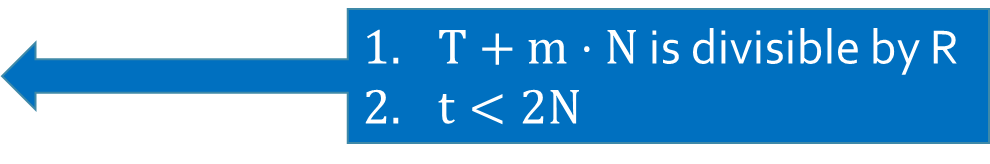 1. T + m · N is divisible by R
2. t < 2N